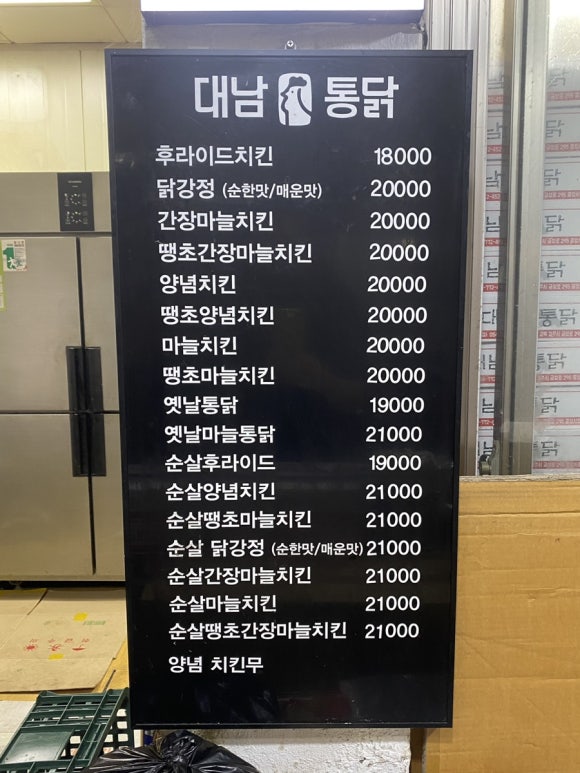 대남 통닭
후라이드치킨 18000
닭강정 (순한맛/매운맛) 20000
간장마늘치킨 20000
땡초간장마늘치킨 20000
양념치킨 20000
땡초양념치킨 20000
마늘치킨 20000
땡초마늘치킨 20000
옛날통닭 19000
옛날마늘통닭 21000
순살후라이드 19000
순살양념치킨 21000
순살땡초마늘치킨 21000
순살 닭강정 (순한맛/매운맛) 21000
순살간장마늘치킨 21000
순살마늘치킨 21000
순살땡초간장마늘치킨 21000
양념 치킨무